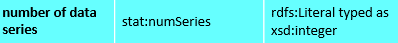 number of data
series
stat:numSeries
rdfs:Literal typed as
xsd:integer